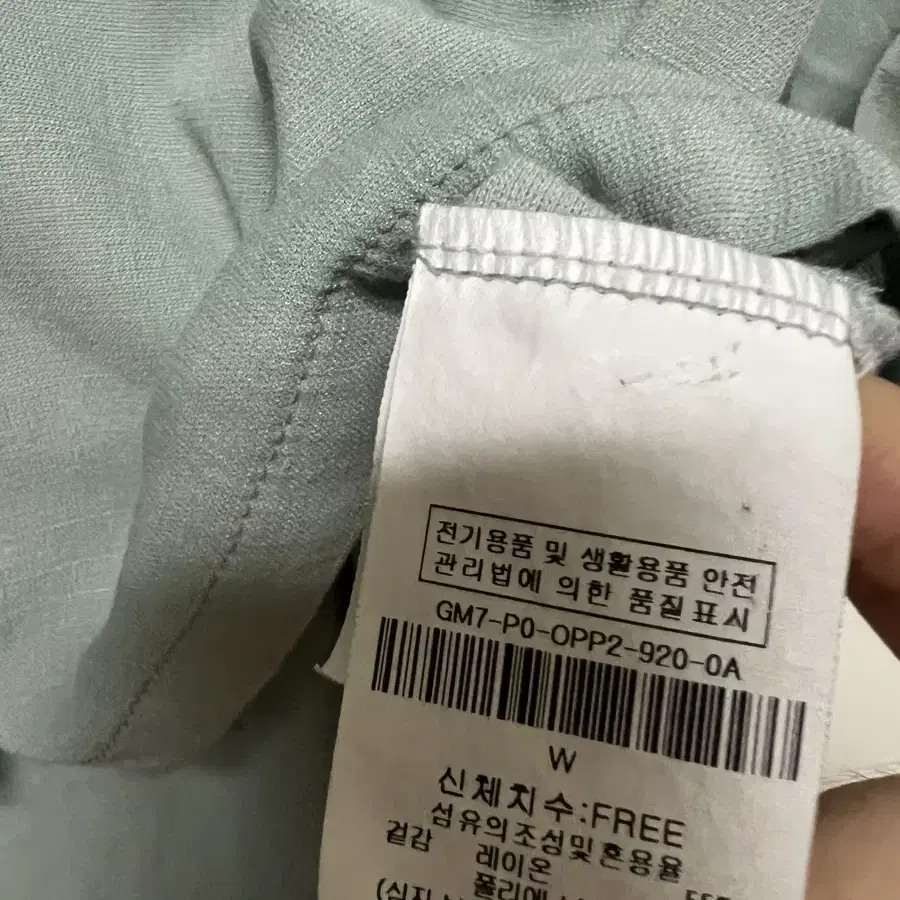 전기용품 및 생활용품 안전
관리법에 의한 품질표시
GM7-P0-OPP2-920-0A
W
신체치수:FREE
섬유의조성및혼용율
겉감 레이온